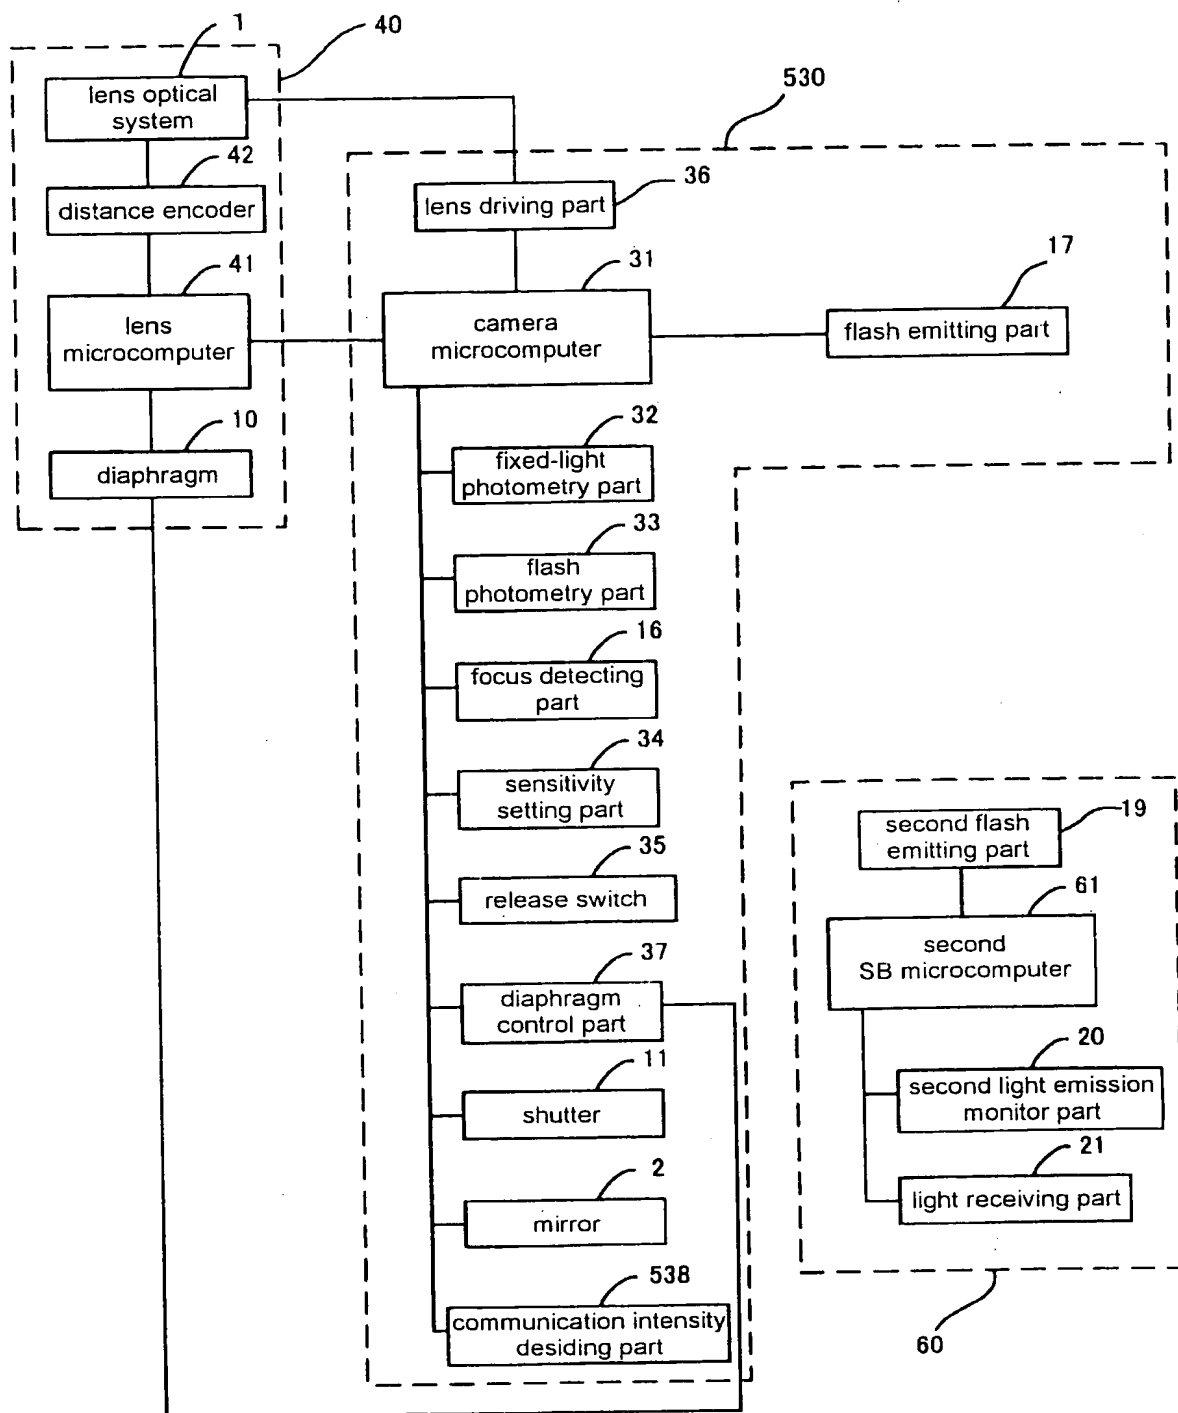 1
40
lens optical
system
42
distance encoder
41
lens
microcomputer
10
diaphragm
530
36
lens driving part
31
camera
microcomputer
17
flash emitting part
32
fixed-light
photometry part
33
flash
photometry part
16
focus detecting
part
34
sensitivity
setting part
35
release switch
37
diaphragm
control part
11
shutter
2
mirror
538
communication intensity
desiding part
19
second flash
emitting part
61
second
SB microcomputer
20
second light emission
monitor part
21
light receiving part
60